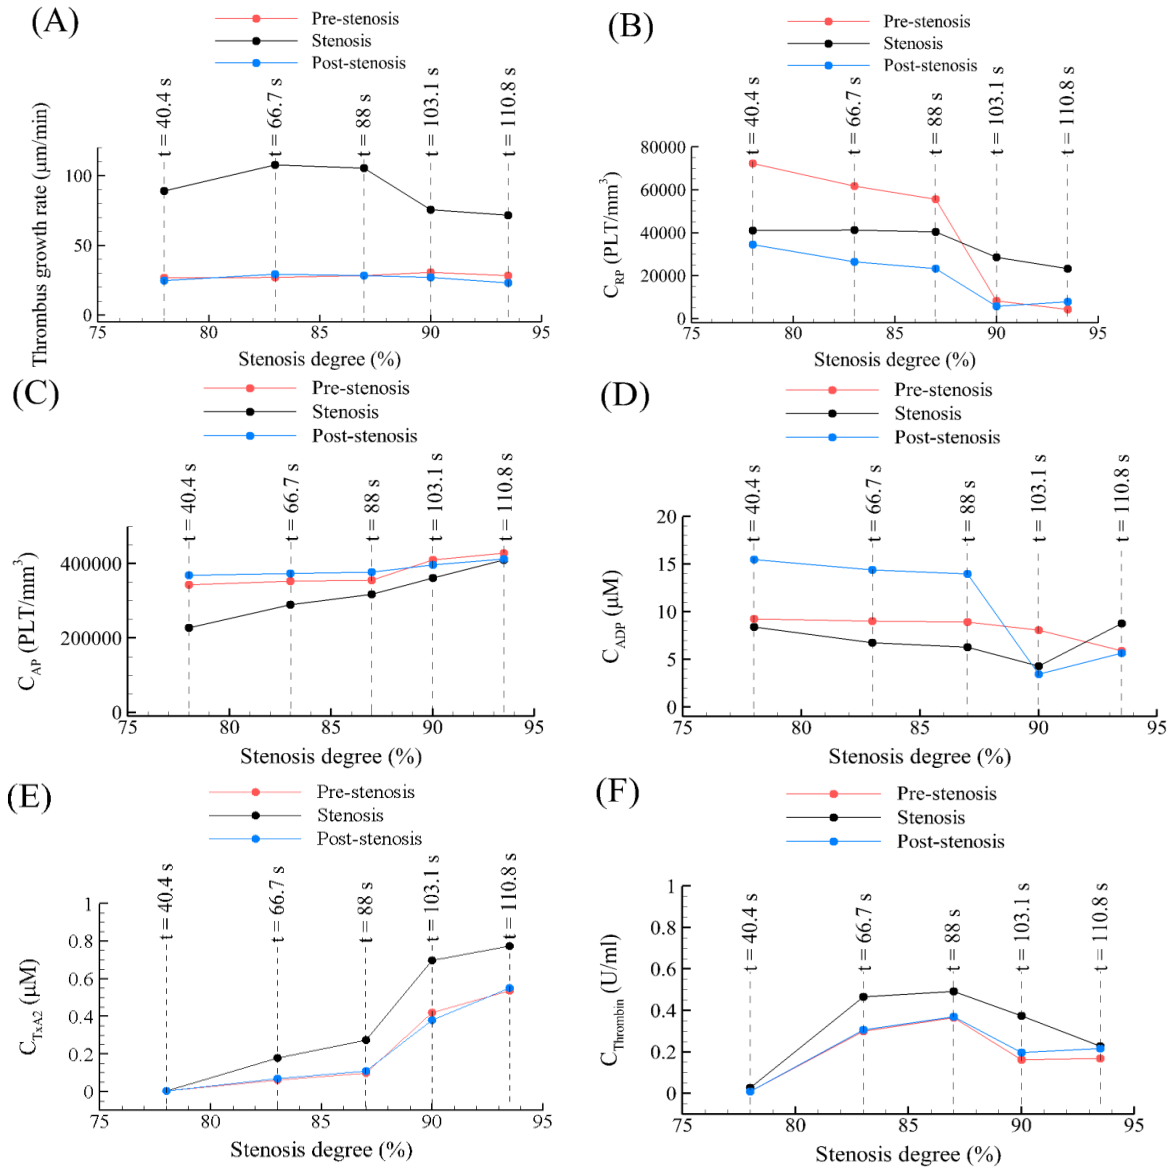 (A)
Pre-stenosis
Stenosis
Post-stenosis
t = 40.4 s
t = 66.7 s
t = 88 s
t = 103.1 s
t = 110.8 s
Thrombus growth rate (μm/min)
100
50
0
75 80 85 90 95
Stenosis degree (%)
(B)
Pre-stenosis
Stenosis
Post-stenosis
t = 40.4 s
t = 66.7 s
t = 88 s
t = 103.1 s
t = 110.8 s
C_RP (PLT/mm³)
80000
60000
40000
20000
0
75 80 85 90 95
Stenosis degree (%)
(C)
Pre-stenosis
Stenosis
Post-stenosis
t = 40.4 s
t = 66.7 s
t = 88 s
t = 103.1 s
t = 110.8 s
C_AP (PLT/mm³)
400000
200000
0
75 80 85 90 95
Stenosis degree (%)
(D)
Pre-stenosis
Stenosis
Post-stenosis
t = 40.4 s
t = 66.7 s
t = 88 s
t = 103.1 s
t = 110.8 s
C_ADP (μM)
20
15
10
5
0
75 80 85 90 95
Stenosis degree (%)
(E)
Pre-stenosis
Stenosis
Post-stenosis
t = 40.4 s
t = 66.7 s
t = 88 s
t = 103.1 s
t = 110.8 s
C_TxA2 (μM)
1
0.8
0.6
0.4
0.2
0
75 80 85 90 95
Stenosis degree (%)
(F)
Pre-stenosis
Stenosis
Post-stenosis
t = 40.4 s
t = 66.7 s
t = 88 s
t = 103.1 s
t = 110.8 s
C_Thrombin (U/ml)
1
0.8
0.6
0.4
0.2
0
75 80 85 90 95
Stenosis degree (%)